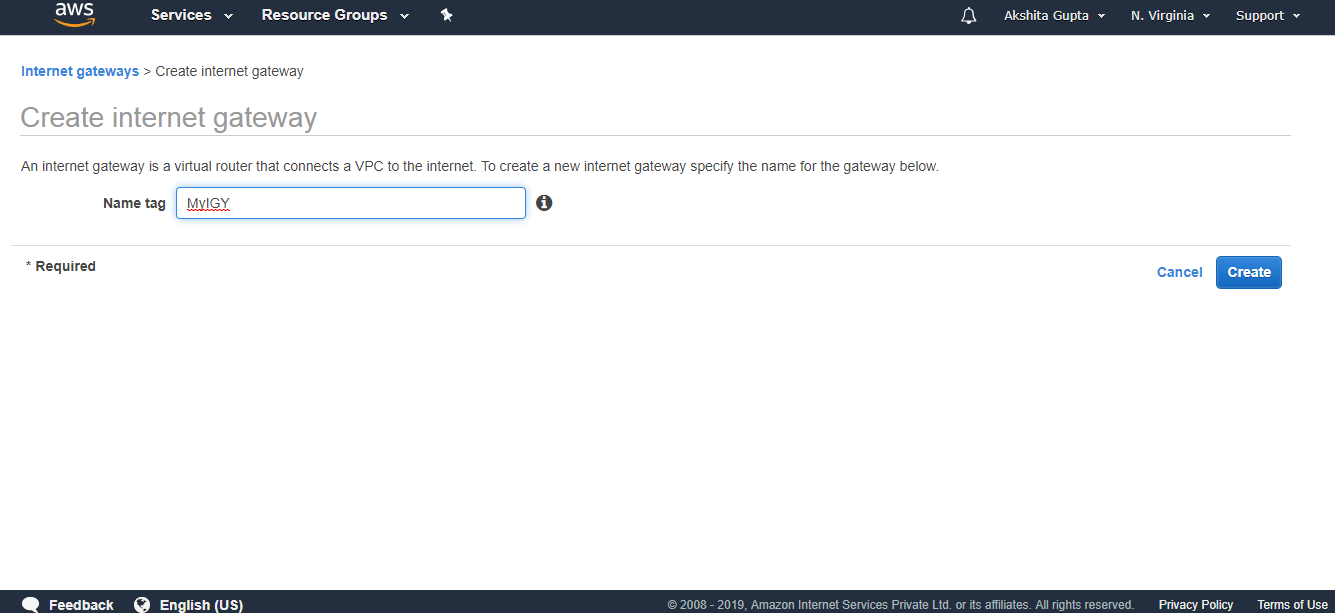 aws Services Resource Groups Akshita Gupta N. Virginia Support
Internet gateways > Create internet gateway
Create internet gateway
An internet gateway is a virtual router that connects a VPC to the internet. To create a new internet gateway specify the name for the gateway below.
Name tag MyIGY
* Required
Cancel Create
Feedback English (US) © 2008 - 2019, Amazon Internet Services Private Ltd. or its affiliates. All rights reserved. Privacy Policy Terms of Use